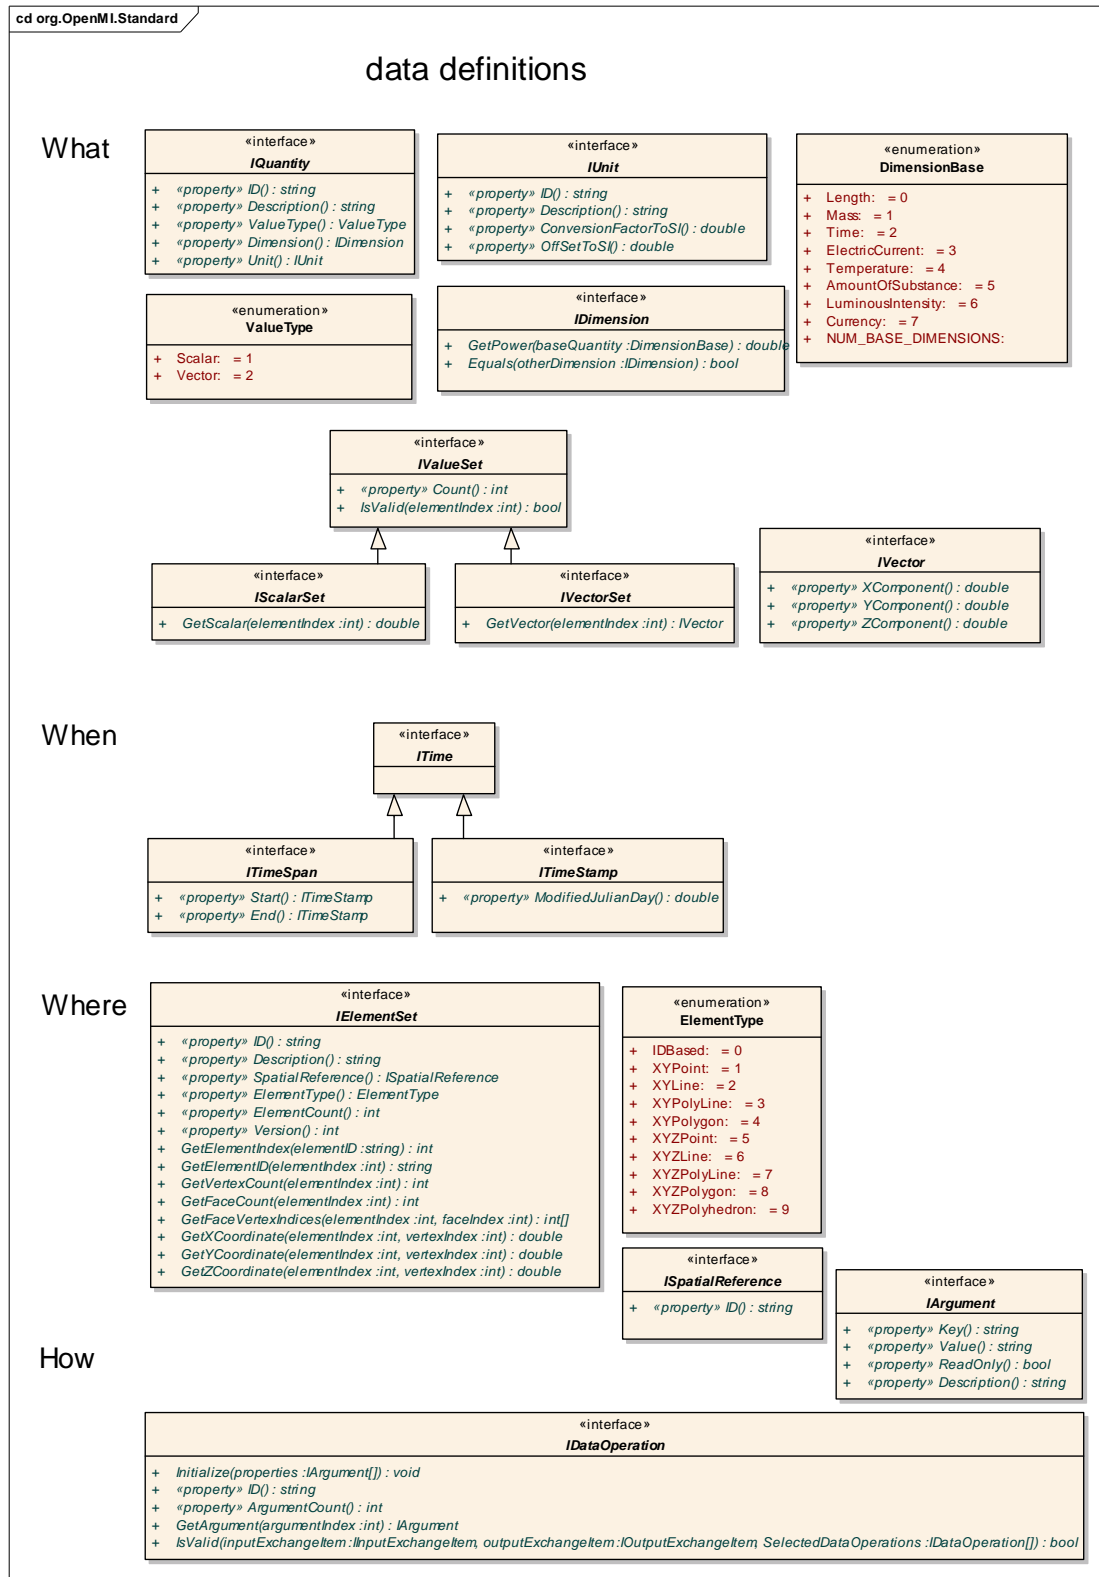 cd org.OpenMI.Standard
data definitions
What
«interface»
IQuantity
+ «property» ID() : string
+ «property» Description() : string
+ «property» ValueType() : ValueType
+ «property» Dimension() : IDimension
+ «property» Unit() : IUnit
«interface»
IUnit
+ «property» ID() : string
+ «property» Description() : string
+ «property» ConversionFactorToSI() : double
+ «property» OffSetToSI() : double
«enumeration»
DimensionBase
+ Length: = 0
+ Mass: = 1
+ Time: = 2
+ ElectricCurrent: = 3
+ Temperature: = 4
+ AmountOfSubstance: = 5
+ LuminousIntensity: = 6
+ Currency: = 7
+ NUM_BASE_DIMENSIONS:
«enumeration»
ValueType
+ Scalar: = 1
+ Vector: = 2
«interface»
IDimension
+ GetPower(baseQuantity :DimensionBase) : double
+ Equals(otherDimension :IDimension) : bool
«interface»
IValueSet
+ «property» Count() : int
+ IsValid(elementIndex :int) : bool
«interface»
IScalarSet
+ GetScalar(elementIndex :int) : double
«interface»
IVectorSet
+ GetVector(elementIndex :int) : IVector
«interface»
IVector
+ «property» XComponent() : double
+ «property» YComponent() : double
+ «property» ZComponent() : double
When
«interface»
ITime
«interface»
ITimeSpan
+ «property» Start() : ITimeStamp
+ «property» End() : ITimeStamp
«interface»
ITimeStamp
+ «property» ModifiedJulianDay() : double
Where
«interface»
IElementSet
+ «property» ID() : string
+ «property» Description() : string
+ «property» SpatialReference() : ISpatialReference
+ «property» ElementType() : ElementType
+ «property» ElementCount() : int
+ «property» Version() : int
+ GetElementIndex(elementID :string) : int
+ GetElementID(elementIndex :int) : string
+ GetVertexCount(elementIndex :int) : int
+ GetFaceCount(elementIndex :int) : int
+ GetFaceVertexIndices(elementIndex :int, faceIndex :int) : int[]
+ GetXCoordinate(elementIndex :int, vertexIndex :int) : double
+ GetYCoordinate(elementIndex :int, vertexIndex :int) : double
+ GetZCoordinate(elementIndex :int, vertexIndex :int) : double
«enumeration»
ElementType
+ IDBased: = 0
+ XYPoint: = 1
+ XYLine: = 2
+ XYPolyLine: = 3
+ XYPolygon: = 4
+ XYZPoint: = 5
+ XYZLine: = 6
+ XYZPolyLine: = 7
+ XYZPolygon: = 8
+ XYZPolyhedron: = 9
«interface»
ISpatialReference
+ «property» ID() : string
«interface»
IArgument
+ «property» Key() : string
+ «property» Value() : string
+ «property» ReadOnly() : bool
+ «property» Description() : string
How
«interface»
IDataOperation
+ Initialize(properties :IArgument[]) : void
+ «property» ID() : string
+ «property» ArgumentCount() : int
+ GetArgument(argumentIndex :int) : IArgument
+ IsValid(inputExchangeItem :IInputExchangeItem, outputExchangeItem :IOutputExchangeItem, SelectedDataOperations :IDataOperation[]) : bool